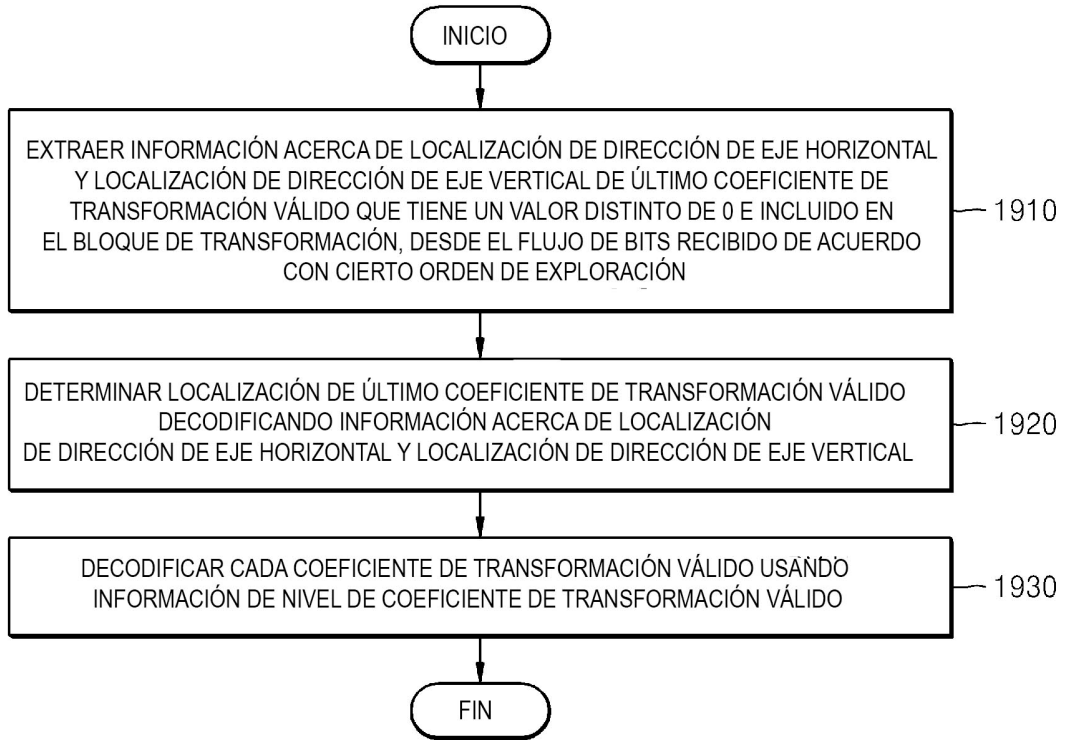 INICIO
EXTRAER INFORMACIÓN ACERCA DE LOCALIZACIÓN DE DIRECCIÓN DE EJE HORIZONTAL
Y LOCALIZACIÓN DE DIRECCIÓN DE EJE VERTICAL DE ÚLTIMO COEFICIENTE DE
TRANSFORMACIÓN VÁLIDO QUE TIENE UN VALOR DISTINTO DE 0 E INCLUIDO EN
EL BLOQUE DE TRANSFORMACIÓN, DESDE EL FLUJO DE BITS RECIBIDO DE ACUERDO
CON CIERTO ORDEN DE EXPLORACIÓN
1910
DETERMINAR LOCALIZACIÓN DE ÚLTIMO COEFICIENTE DE TRANSFORMACIÓN VÁLIDO
DECODIFICANDO INFORMACIÓN ACERCA DE LOCALIZACIÓN
DE DIRECCIÓN DE EJE HORIZONTAL Y LOCALIZACIÓN DE DIRECCIÓN DE EJE VERTICAL
1920
DECODIFICAR CADA COEFICIENTE DE TRANSFORMACIÓN VÁLIDO USANDO
INFORMACIÓN DE NIVEL DE COEFICIENTE DE TRANSFORMACIÓN VÁLIDO
1930
FIN